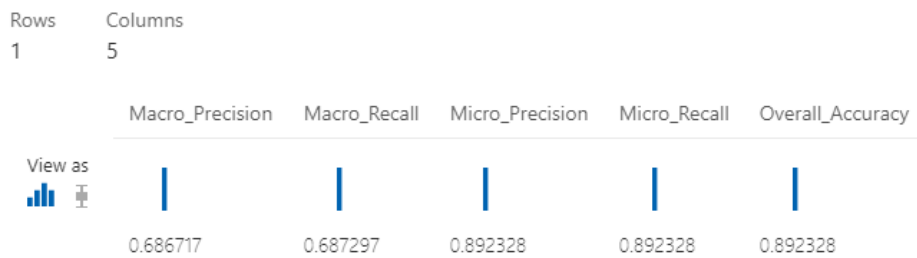 Rows Columns
1 5
Macro_Precision Macro_Recall Micro_Precision Micro_Recall Overall_Accuracy
View as
0.686717 0.687297 0.892328 0.892328 0.892328